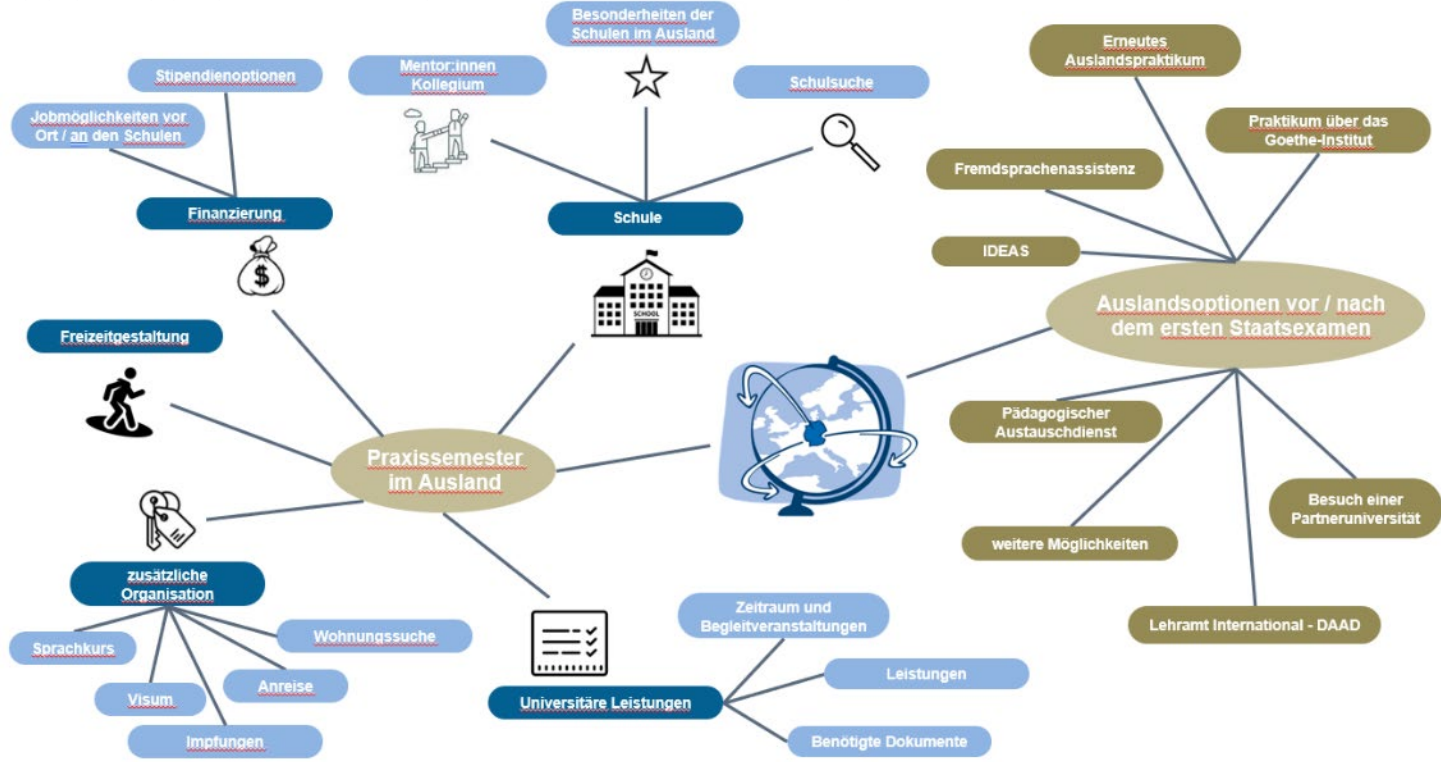 Besonderheiten der
Schulen im Ausland
Stipendienoptionen
Mentor:innen
Kollegium
Schulsuche
Jobmöglichkeiten vor
Ort / an den Schulen
Finanzierung
Schule
$
SCHOOL
Freizeitgestaltung
Praxissemester
im Ausland
zusätzliche
Organisation
Sprachkurs
Wohnungssuche
Visum
Anreise
Impfungen
Universitäre Leistungen
Zeitraum und
Begleitveranstaltungen
Leistungen
Benötigte Dokumente
Erneutes
Auslandspraktikum
Praktikum über das
Goethe-Institut
Fremdsprachenassistenz
IDEAS
Auslandsoptionen vor / nach
dem ersten Staatsexamen
Pädagogischer
Austauschdienst
Besuch einer
Partneruniversität
weitere Möglichkeiten
Lehramt International - DAAD